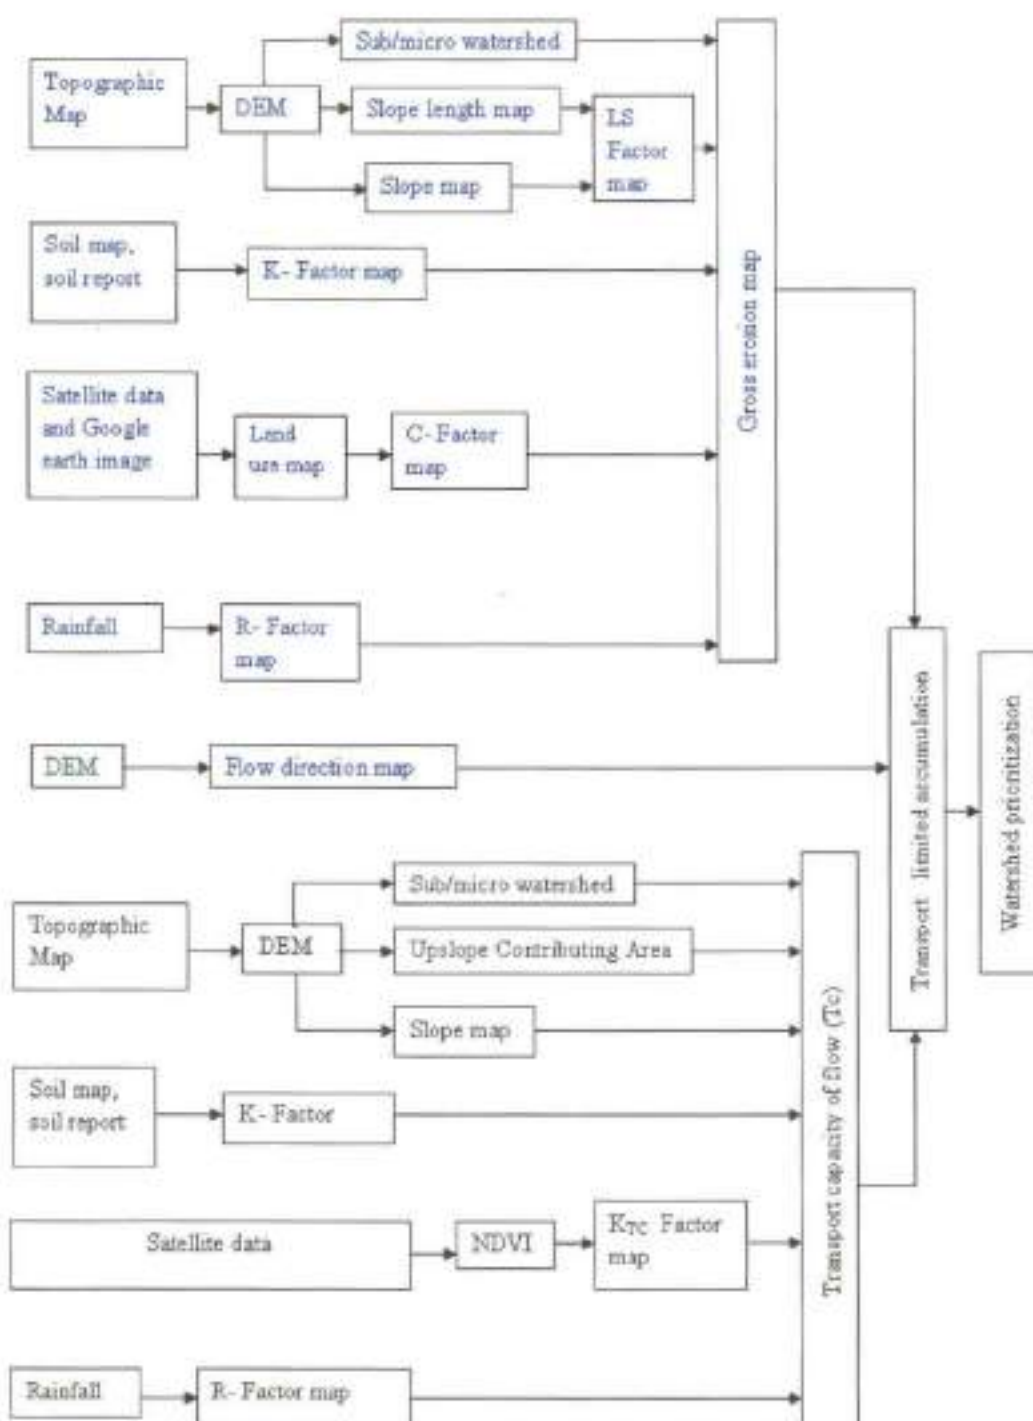 Sub/micro watershed
Topographic
Map
DEM
Slope length map
LS
Factor
map
Slope map
Soil map,
soil report
K- Factor map
Gross erosion map
Satellite data
and Google
earth image
Land
use map
C- Factor
map
Rainfall
R- Factor
map
DEM
Flow direction map
Transport limited accumulation
Watershed prioritization
Sub/micro watershed
Topographic
Map
DEM
Upslope Contributing Area
Slope map
Soil map,
soil report
K- Factor
Transport capacity of flow (Tc)
Satellite data
NDVI
KTC Factor
map
Rainfall
R- Factor map